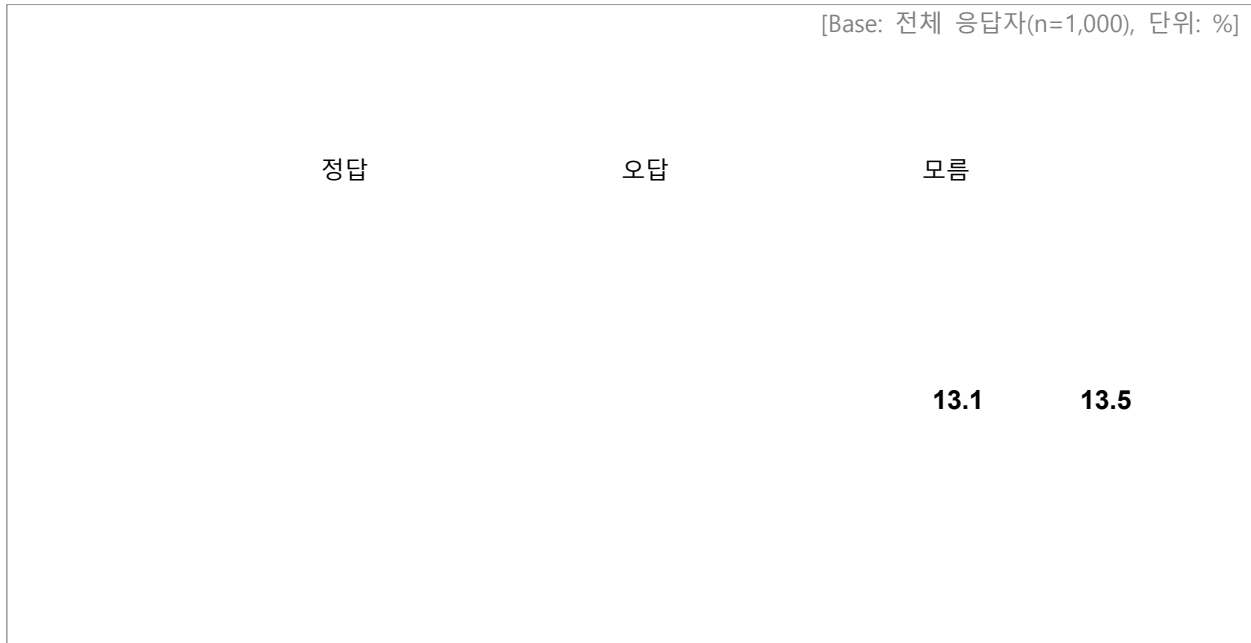 [Base: 전체 응답자(n=1,000), 단위: %]
정답 오답 모름
13.1 13.5